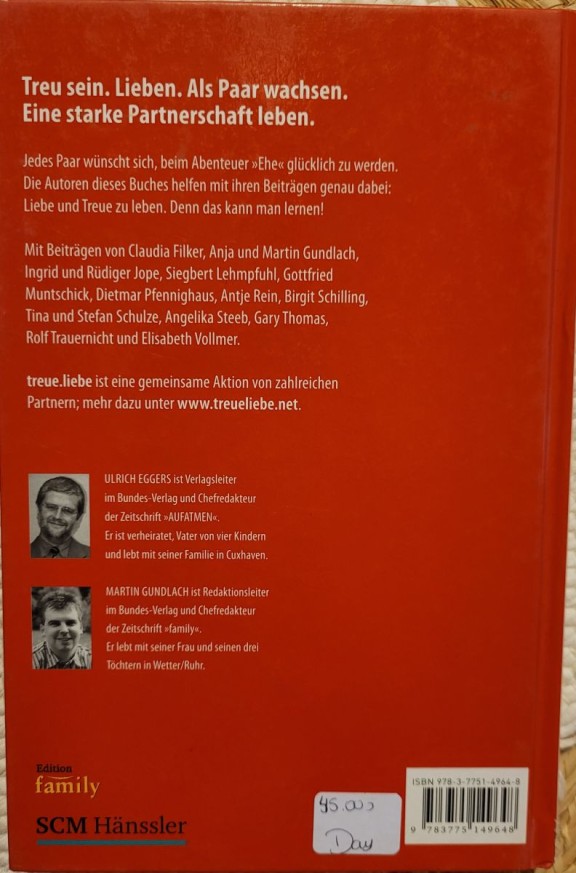 Treu sein. Lieben. Als Paar wachsen.
Eine starke Partnerschaft leben.
Jedes Paar wünscht sich, beim Abenteuer »Ehe« glücklich zu werden.
Die Autoren dieses Buches helfen mit ihren Beiträgen genau dabei:
Liebe und Treue zu leben. Denn das kann man lernen!
Mit Beiträgen von Claudia Filker, Anja und Martin Gundlach,
Ingrid und Rüdiger Jope, Siegbert Lehmpfuhl, Gottfried
Muntschick, Dietmar Pfennighaus, Antje Rein, Birgit Schilling,
Tina und Stefan Schulze, Angelika Steeb, Gary Thomas,
Rolf Trauernicht und Elisabeth Vollmer.
treue.liebe ist eine gemeinsame Aktion von zahlreichen
Partnern; mehr dazu unter www.treueliebe.net.
ULRICH EGGERS ist Verlagsleiter
im Bundes-Verlag und Chefredakteur
der Zeitschrift »AUFATMEN«.
Er ist verheiratet, Vater von vier Kindern
und lebt mit seiner Familie in Cuxhaven.
MARTIN GUNDLACH ist Redaktionsleiter
im Bundes-Verlag und Chefredakteur
der Zeitschrift »family«.
Er lebt mit seiner Frau und seinen drei
Töchtern in Wetter/Ruhr.
Edition
family
SCM Hänssler
45.000
Day
ISBN 978-3-7751-4964-8
9 783775 149648